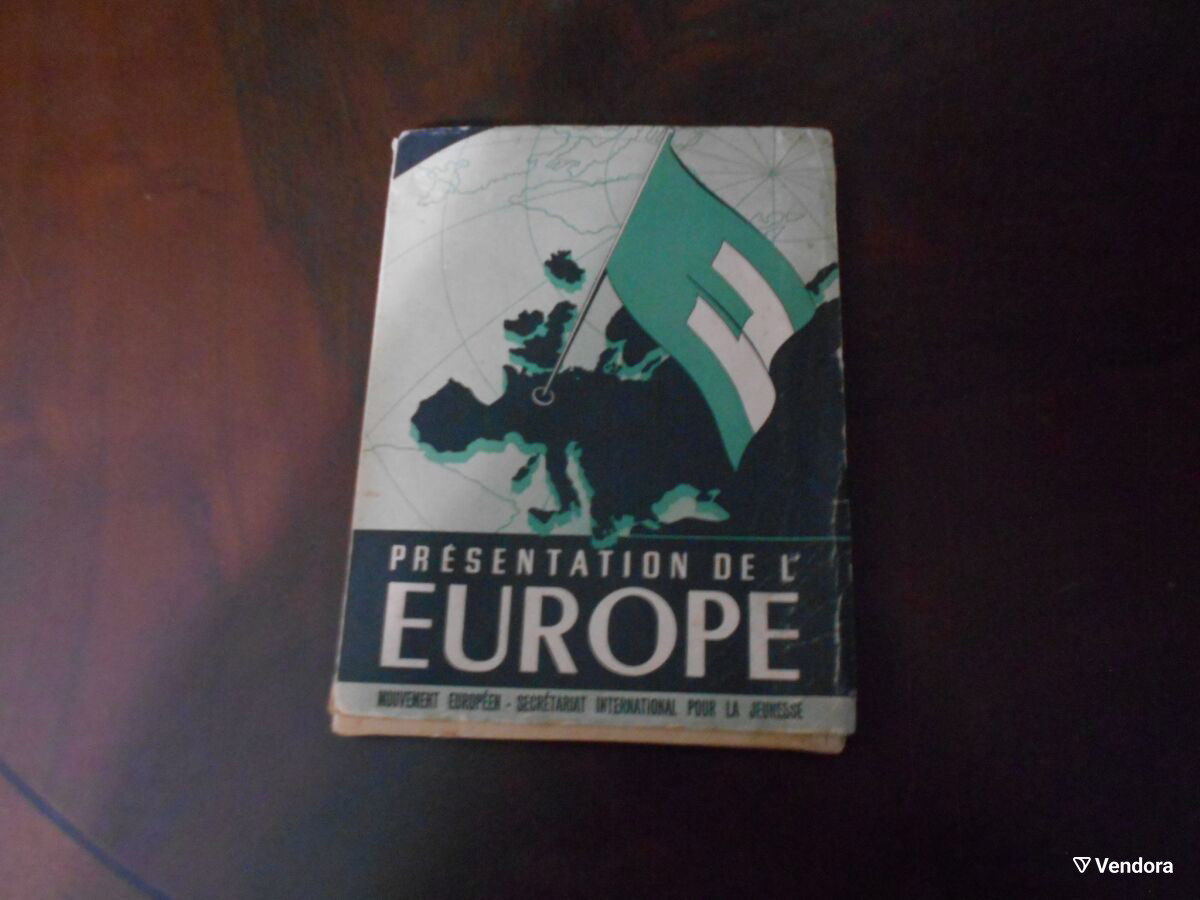 PRÉSENTATION DE L'
EUROPE
MOUVEMENT EUROPÉEN - SECRÉTARIAT INTERNATIONAL POUR LA JEUNESSE
Vendora